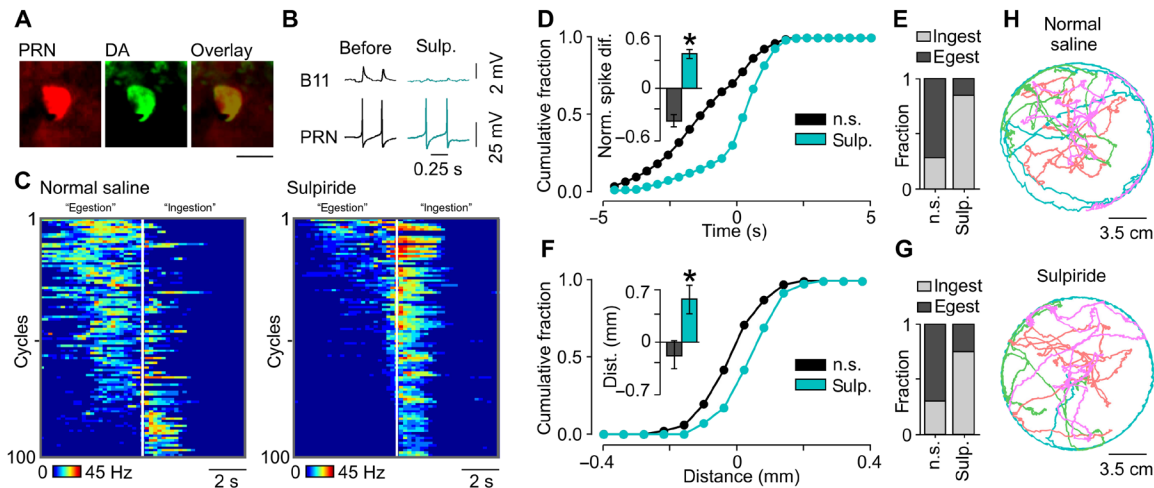 A
PRN
DA
Overlay
B
Before
Sulp.
B11
2 mV
PRN
25 mV
0.25 s
C
Normal saline
"Egestion"
"Ingestion"
1
Cycles
100
0
45 Hz
2 s
Sulpiride
"Egestion"
"Ingestion"
1
Cycles
100
0
45 Hz
2 s
D
Cumulative fraction
1.0
0.5
0.0
Norm. spike dif.
0.6
0
−0.6
*
n.s.
Sulp.
−5
0
5
Time (s)
E
Ingest
Egest
Fraction
1
0
n.s.
Sulp.
F
Cumulative fraction
1.0
0.5
0.0
Dist. (mm)
0.7
0
−0.7
*
n.s.
Sulp.
−0.4
0
0.4
Distance (mm)
G
Ingest
Egest
Fraction
1
0
n.s.
Sulp.
H
Normal
saline
3.5 cm
Sulpiride
3.5 cm